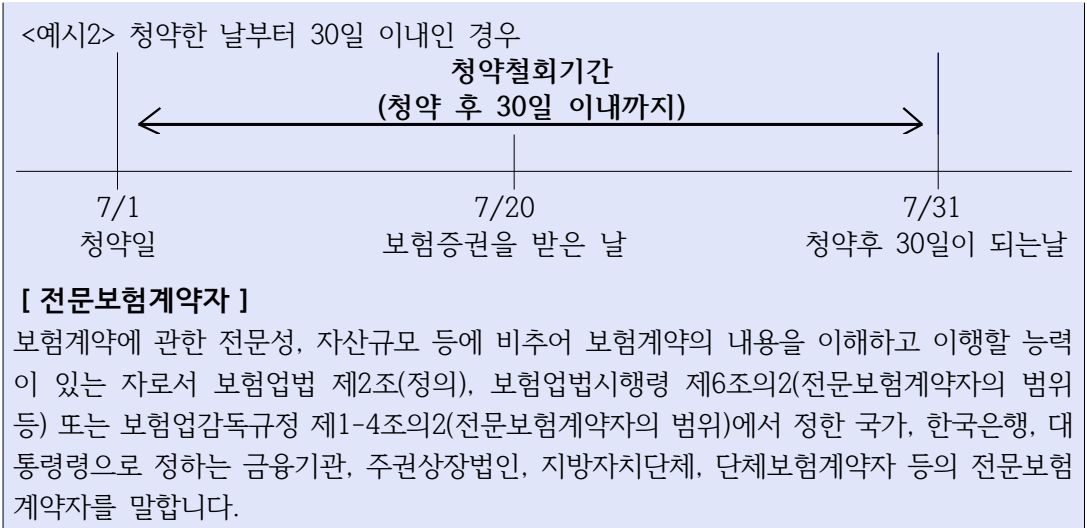 <예시2> 청약한 날부터 30일 이내인 경우
청약철회기간
(청약 후 30일 이내까지)
7/1 7/20 7/31
청약일 보험증권을 받은 날 청약후 30일이 되는날
[ 전문보험계약자 ]
보험계약에 관한 전문성, 자산규모 등에 비추어 보험계약의 내용을 이해하고 이행할 능력
이 있는 자로서 보험업법 제2조(정의), 보험업법시행령 제6조의2(전문보험계약자의 범위
등) 또는 보험업감독규정 제1-4조의2(전문보험계약자의 범위)에서 정한 국가, 한국은행, 대
통령령으로 정하는 금융기관, 주권상장법인, 지방자치단체, 단체보험계약자 등의 전문보험
계약자를 말합니다.